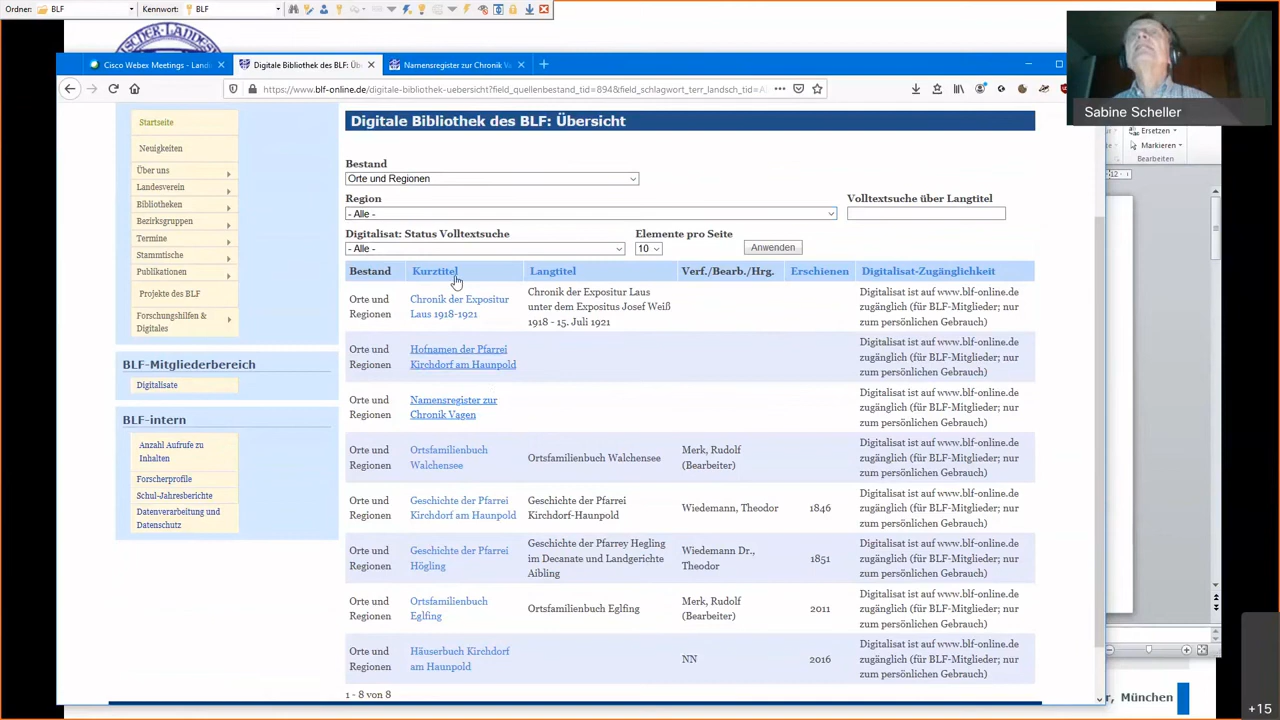 Ordner: BLF
Kennwort: BLF
Cisco Webex Meetings - Landi
Digitale Bibliothek des BLF: Üb
Namensregister zur Chronik V
https://www.blf-online.de/digitale-bibliothek-uebersicht?field_quellenbestand_tid=894&field_schlagwort_terr_landsch_tid=A
Sabine Scheller
Ersetzen
Markieren
Bearbeiten
12
Startseite
Neuigkeiten
Über uns
Landesverein
Bibliotheken
Bezirksgruppen
Termine
Stammtische
Publikationen
Projekte des BLF
Forschungshilfen &
Digitales
BLF-Mitgliederbereich
Digitalisate
BLF-intern
Anzahl Aufrufe zu
Inhalten
Forscherprofile
Schul-Jahresberichte
Datenverarbeitung und
Datenschutz
Digitale Bibliothek des BLF: Übersicht
Bestand
Orte und Regionen
Region
Volltextsuche über Langtitel
- Alle -
Digitalisat: Status Volltextsuche
Elemente pro Seite
- Alle -
10
Anwenden
Bestand Kurztitel Langtitel Verf./Bearb./Hrg. Erschienen Digitalisat-Zugänglichkeit
Orte und
Regionen
Chronik der Expositur
Laus 1918-1921
Chronik der Expositur Laus
unter dem Expositus Josef Weiß
1918 - 15. Juli 1921
Digitalisat ist auf www.blf-online.de
zugänglich (für BLF-Mitglieder; nur
zum persönlichen Gebrauch)
Orte und
Regionen
Hofnamen der Pfarrei
Kirchdorf am Haunpold
Digitalisat ist auf www.blf-online.de
zugänglich (für BLF-Mitglieder; nur
zum persönlichen Gebrauch)
Orte und
Regionen
Namensregister zur
Chronik Vagen
Digitalisat ist auf www.blf-online.de
zugänglich (für BLF-Mitglieder; nur
zum persönlichen Gebrauch)
Orte und
Regionen
Ortsfamilienbuch
Walchensee
Ortsfamilienbuch Walchensee
Merk, Rudolf
(Bearbeiter)
Digitalisat ist auf www.blf-online.de
zugänglich (für BLF-Mitglieder; nur
zum persönlichen Gebrauch)
Orte und
Regionen
Geschichte der Pfarrei
Kirchdorf am Haunpold
Geschichte der Pfarrei
Kirchdorf-Haunpold
Wiedemann, Theodor
1846
Digitalisat ist auf www.blf-online.de
zugänglich (für BLF-Mitglieder; nur
zum persönlichen Gebrauch)
Orte und
Regionen
Geschichte der Pfarrei
Högling
Geschichte der Pfarrey Hegling
im Decanate und Landgerichte
Aibling
Wiedemann Dr.,
Theodor
1851
Digitalisat ist auf www.blf-online.de
zugänglich (für BLF-Mitglieder; nur
zum persönlichen Gebrauch)
Orte und
Regionen
Ortsfamilienbuch
Eglfing
Ortsfamilienbuch Eglfing
Merk, Rudolf
(Bearbeiter)
2011
Digitalisat ist auf www.blf-online.de
zugänglich (für BLF-Mitglieder; nur
zum persönlichen Gebrauch)
Orte und
Regionen
Häuserbuch Kirchdorf
am Haunpold
NN
2016
Digitalisat ist auf www.blf-online.de
zugänglich (für BLF-Mitglieder; nur
zum persönlichen Gebrauch)
1 - 8 von 8
r, München
+15